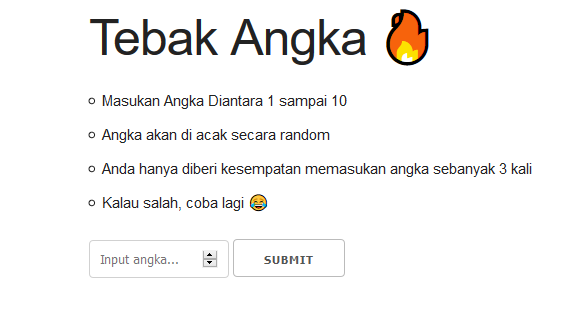 Tebak Angka 🔥
Masukan Angka Diantara 1 sampai 10
Angka akan di acak secara random
Anda hanya diberi kesempatan memasukan angka sebanyak 3 kali
Kalau salah, coba lagi 😂
Input angka... SUBMIT